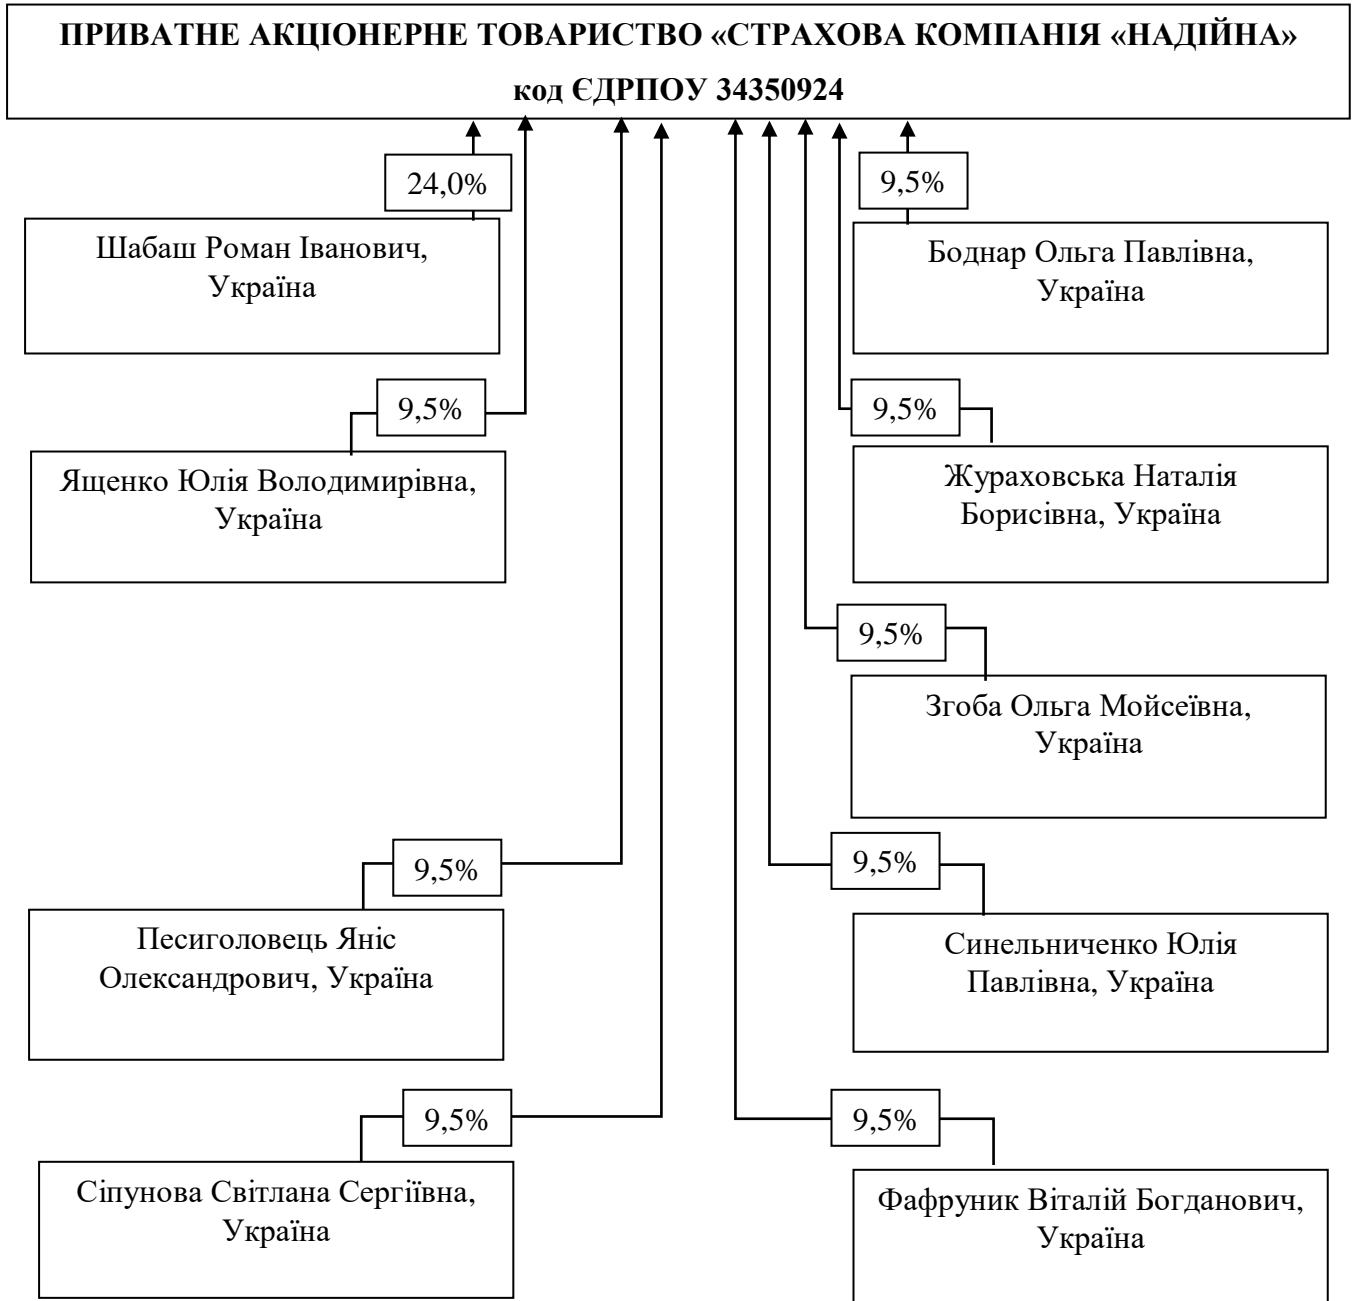 ПРИВАТНЕ АКЦІОНЕРНЕ ТОВАРИСТВО «СТРАХОВА КОМПАНІЯ «НАДІЙНА»
код ЄДРПОУ 34350924
24,0%
9,5%
Шабаш Роман Іванович,
Україна
Боднар Ольга Павлівна,
Україна
9,5%
9,5%
Ященко Юлія Володимирівна,
Україна
Жураховська Наталія
Борисівна, Україна
9,5%
Згоба Ольга Мойсеївна,
Україна
9,5%
9,5%
Песиголовець Яніс
Олександрович, Україна
Синельниченко Юлія
Павлівна, Україна
9,5%
9,5%
Сіпунова Світлана Сергіївна,
Україна
Фафруник Віталій Богданович,
Україна